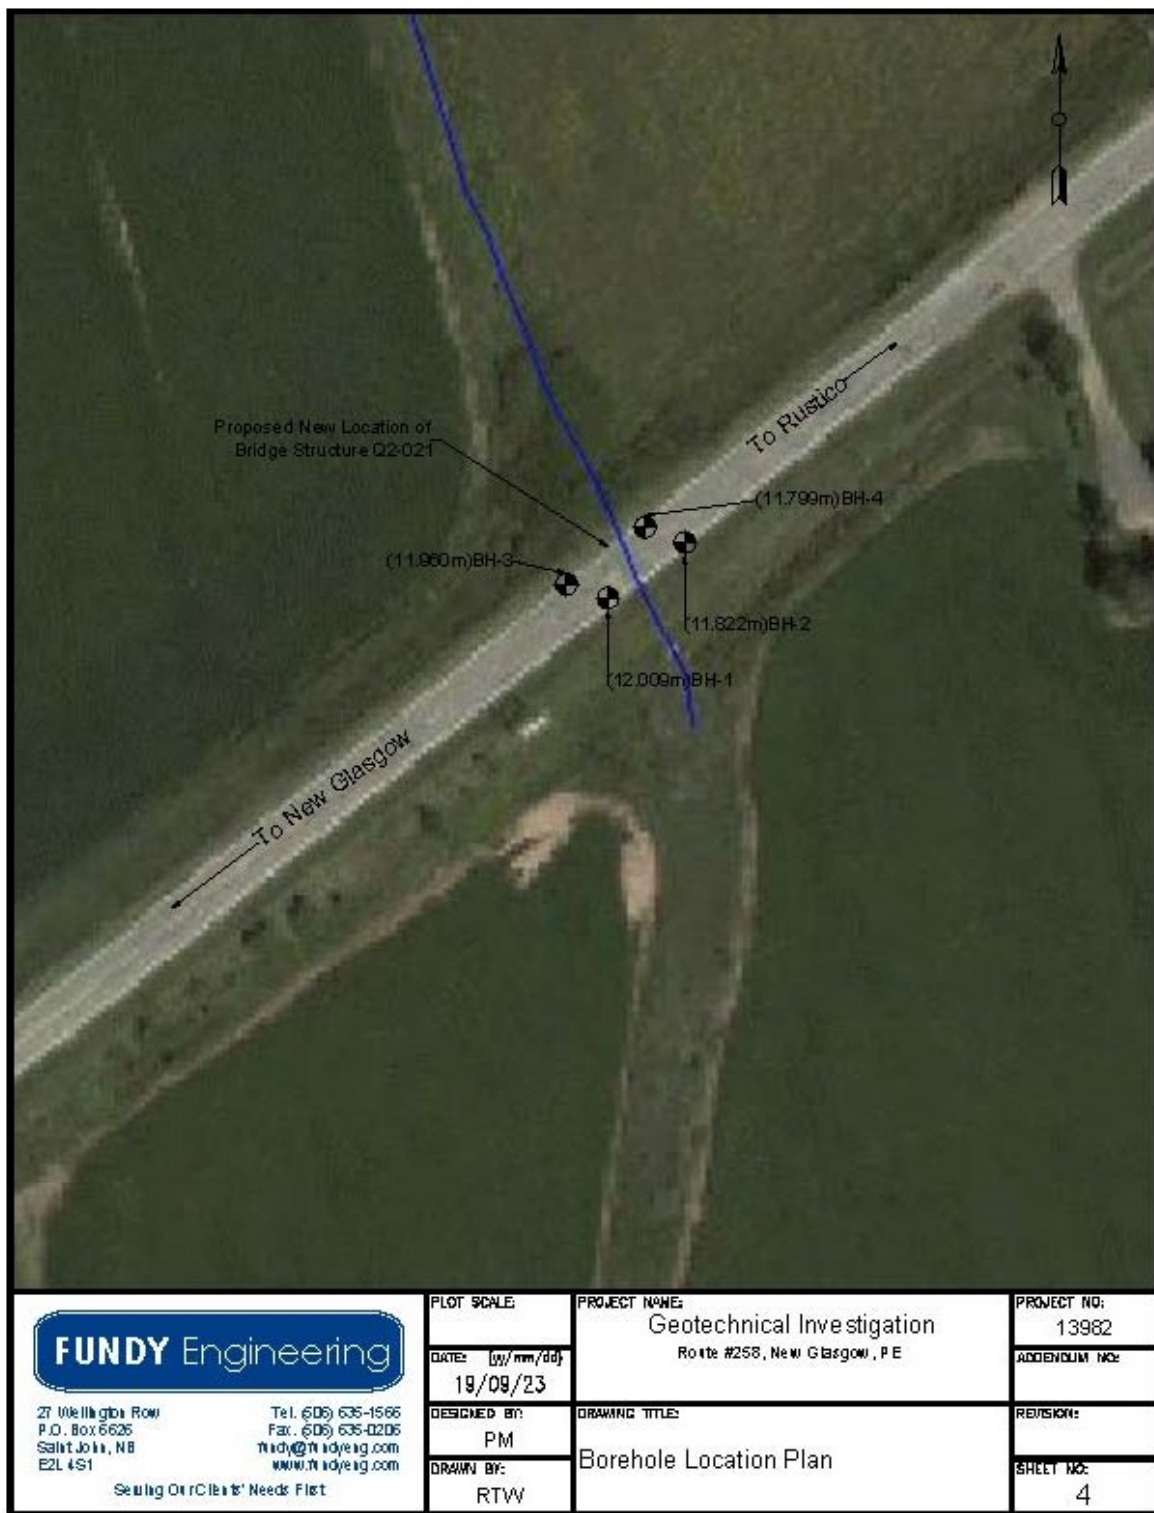 Proposed New Location of
Bridge Structure Q2-021
To Rustico
(11.799m)BH-4
(11.960m)BH-3
(11.822m)BH-2
(12.009m)BH-1
To New Glasgow
FUNDY Engineering
27 Wellington Row
P.O. Box 6626
Saint John, NB
E2L 4S1
Tel. (506) 635-1566
Fax. (506) 635-0206
fundy@fundyeng.com
www.fundyeng.com
Serving Our Clients' Needs First
PLOT SCALE:
DATE: (yy/mm/dd)
19/09/23
DESIGNED BY:
PM
DRAWN BY:
RTW
PROJECT NAME:
Geotechnical Investigation
Route #258, New Glasgow, PE
DRAWING TITLE:
Borehole Location Plan
PROJECT NO:
13982
ADDENDUM NO:
REVISION:
SHEET NO:
4